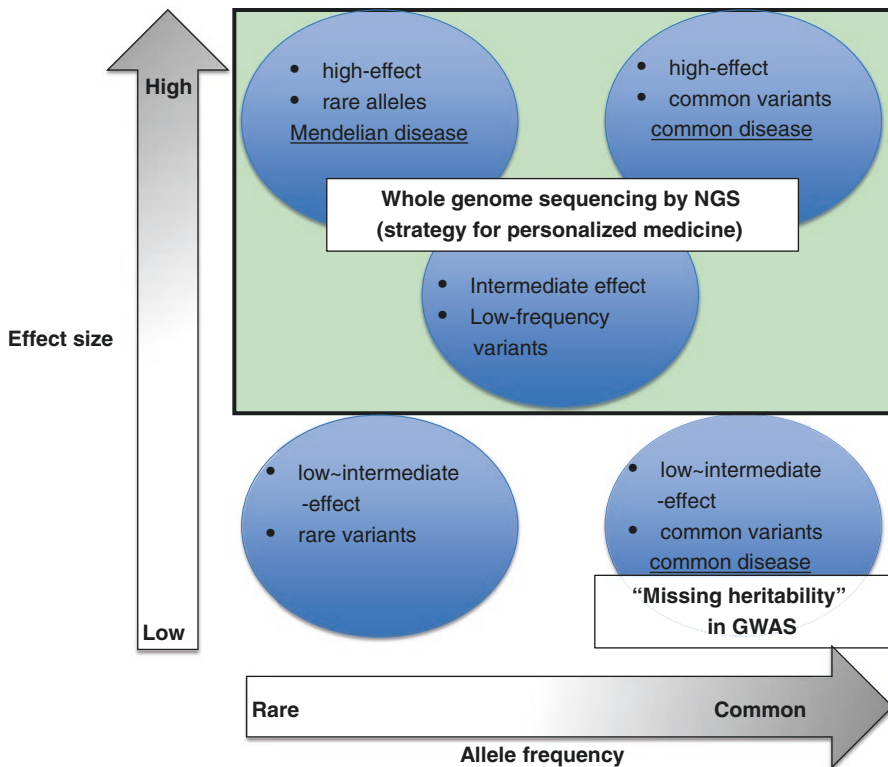 High
• high-effect
• rare alleles
Mendelian disease
• high-effect
• common variants
common disease
Whole genome sequencing by NGS
(strategy for personalized medicine)
• Intermediate effect
• Low-frequency
variants
Effect size
• low~intermediate
-effect
• rare variants
• low~intermediate
-effect
• common variants
common disease
“Missing heritability”
in GWAS
Low
Rare
Common
Allele frequency